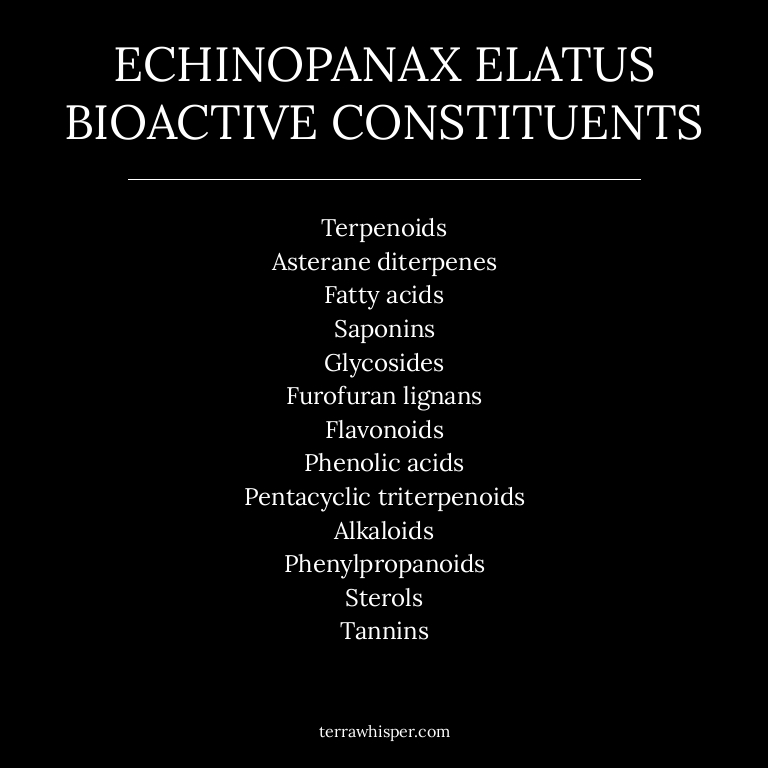 ECHINOPANAX ELATUS
BIOACTIVE CONSTITUENTS
Terpenoids
Asterane diterpenes
Fatty acids
Saponins
Glycosides
Furofuran lignans
Flavonoids
Phenolic acids
Pentacyclic triterpenoids
Alkaloids
Phenylpropanoids
Sterols
Tannins
terrawhisper.com